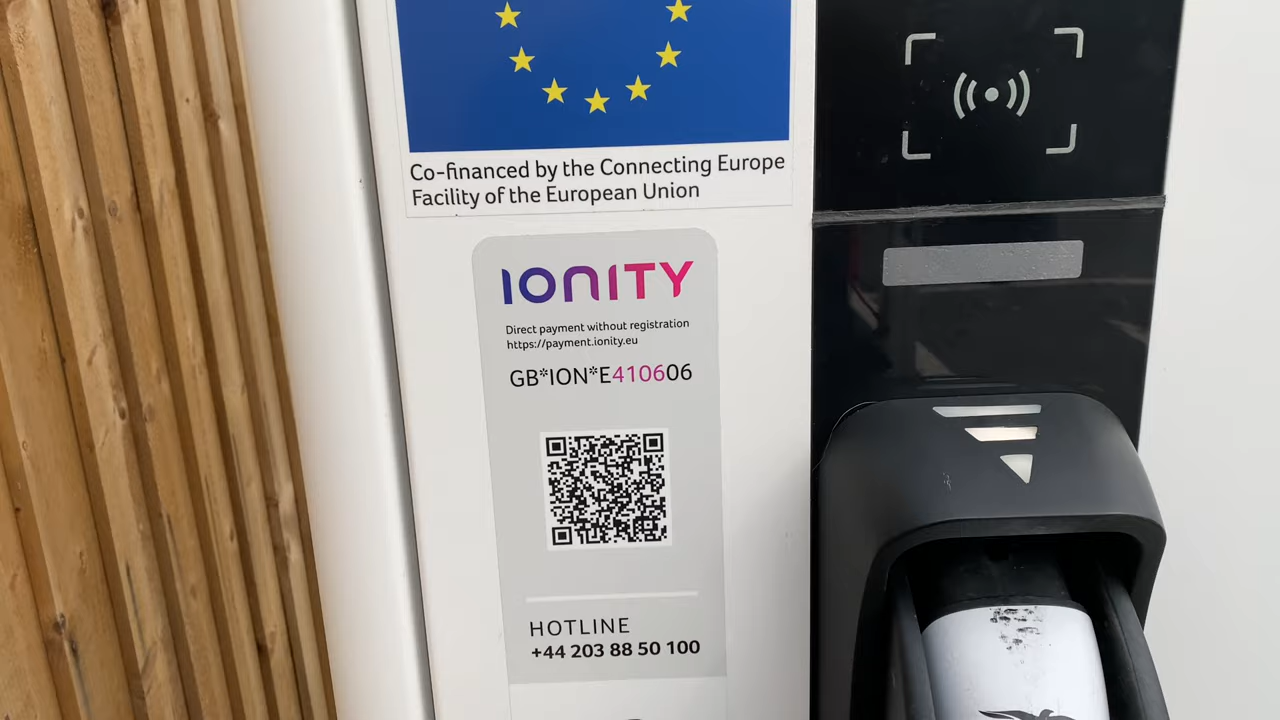 Co-financed by the Connecting Europe
Facility of the European Union
IONITY
Direct payment without registration
https://payment.ionity.eu
GB*ION*E410606
HOTLINE
+44 203 88 50 100